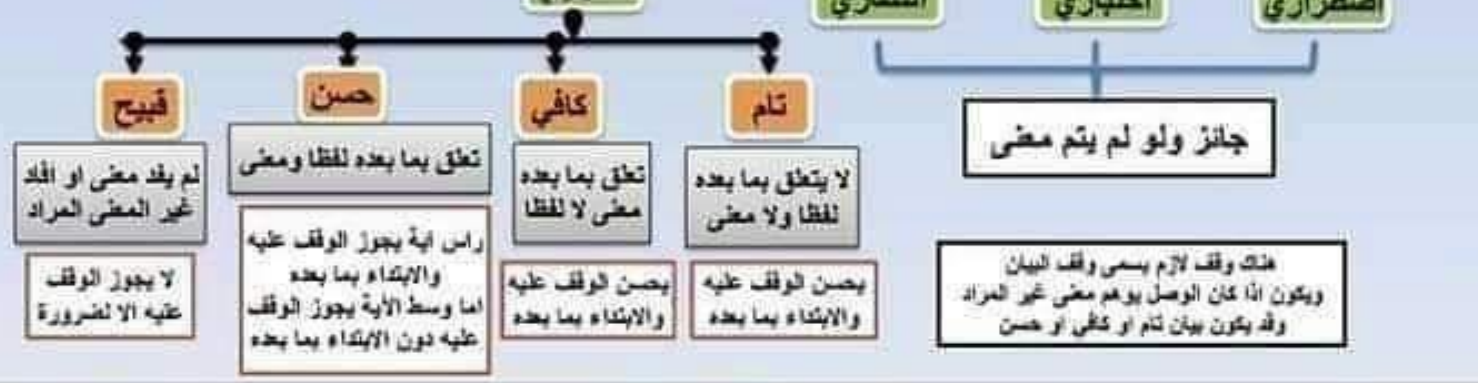 اضطراري
اختباري
انتظاري
جائز ولو لم يتم معنى
هناك وقف لازم يسمى وقف البيان
ويكون اذا كان الوصل يوهم معنى غير المراد
وقد يكون بيان تام او كافي او حسن
تام
لا يتعلق بما بعده
لفظا ولا معنى
يحسن الوقف عليه
والابتداء بما بعده
كافي
تعلق بما بعده
معنى لا لفظا
يحسن الوقف عليه
والابتداء بما بعده
حسن
تعلق بما بعده لفظا ومعنى
راس اية يجوز الوقف عليه
والابتداء بما بعده
اما وسط الأية يجوز الوقف
عليه دون الابتداء بما بعده
قبيح
لم يفد معنى او افاد
غير المعنى المراد
لا يجوز الوقف
عليه الا لضرورة